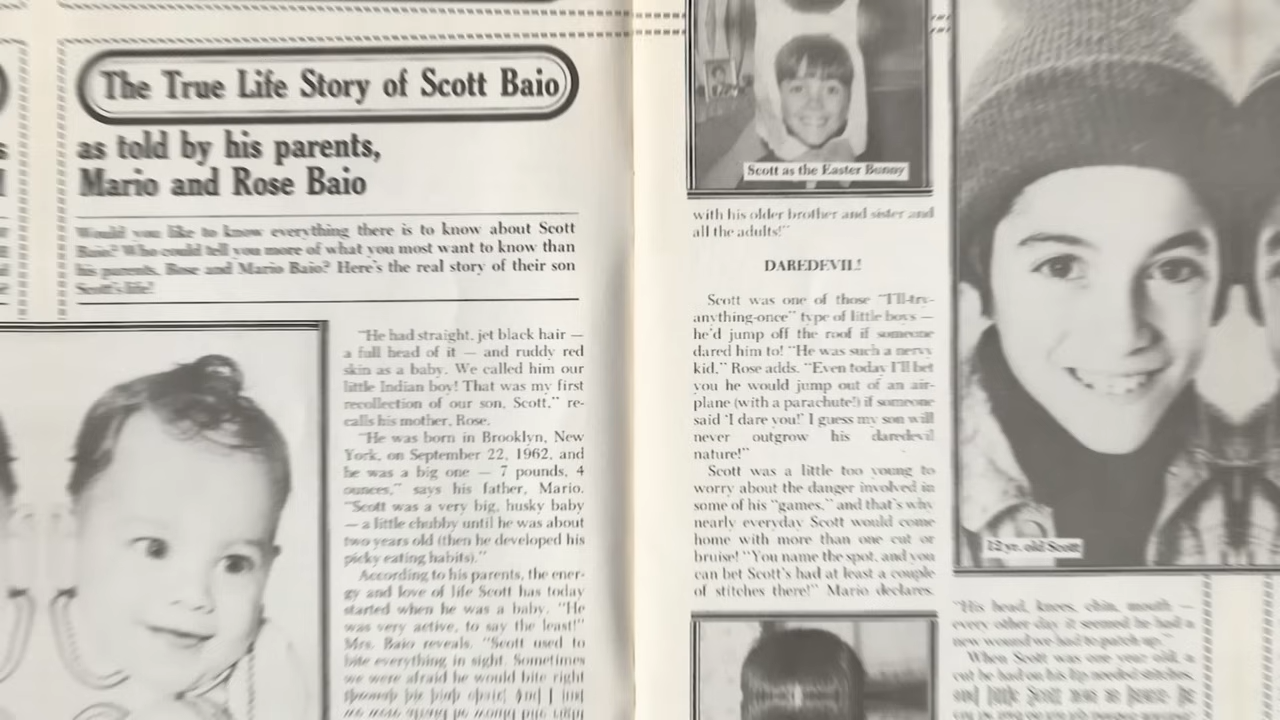 The True Life Story of Scott Baio
as told by his parents,
Mario and Rose Baio
Would you like to know everything there is to know about Scott
Baio? Who could tell you more of what you most want to know than
his parents, Rose and Mario Baio? Here's the real story of their son
Scott's life!
"He had straight, jet black hair —
a full head of it — and ruddy red
skin as a baby. We called him our
little Indian boy! That was my first
recollection of our son, Scott," re-
calls his mother, Rose.
"He was born in Brooklyn, New
York, on September 22, 1962, and
he was a big one — 7 pounds, 4
ounces," says his father, Mario.
"Scott was a very big, husky baby
— a little chubby until he was about
two years old (then he developed his
picky eating habits)."
According to his parents, the ener-
gy and love of life Scott has today
started when he was a baby. "He
was very active, to say the least!"
Mrs. Baio reveals. "Scott used to
bite everything in sight. Sometimes
we were afraid he would bite right
Scott as the Easter Bunny
with his older brother and sister and
all the adults!"
DAREDEVIL!
Scott was one of those "I'll-try-
anything-once" type of little boys —
he'd jump off the roof if someone
dared him to! "He was such a nervy
kid," Rose adds. "Even today I'll bet
you he would jump out of an air-
plane (with a parachute!) if someone
said 'I dare you!' I guess my son will
never outgrow his daredevil
nature!"
Scott was a little too young to
worry about the danger involved in
some of his "games," and that's why
nearly everyday Scott would come
home with more than one cut or
bruise! "You name the spot, and you
can bet Scott's had at least a couple
of stitches there!" Mario declares.
12 yr. old Scott
"His head, knees, chin, mouth —
every other day it seemed he had a
new wound we had to patch up."
When Scott was one year old, a
cut he had on his lip needed stitches,